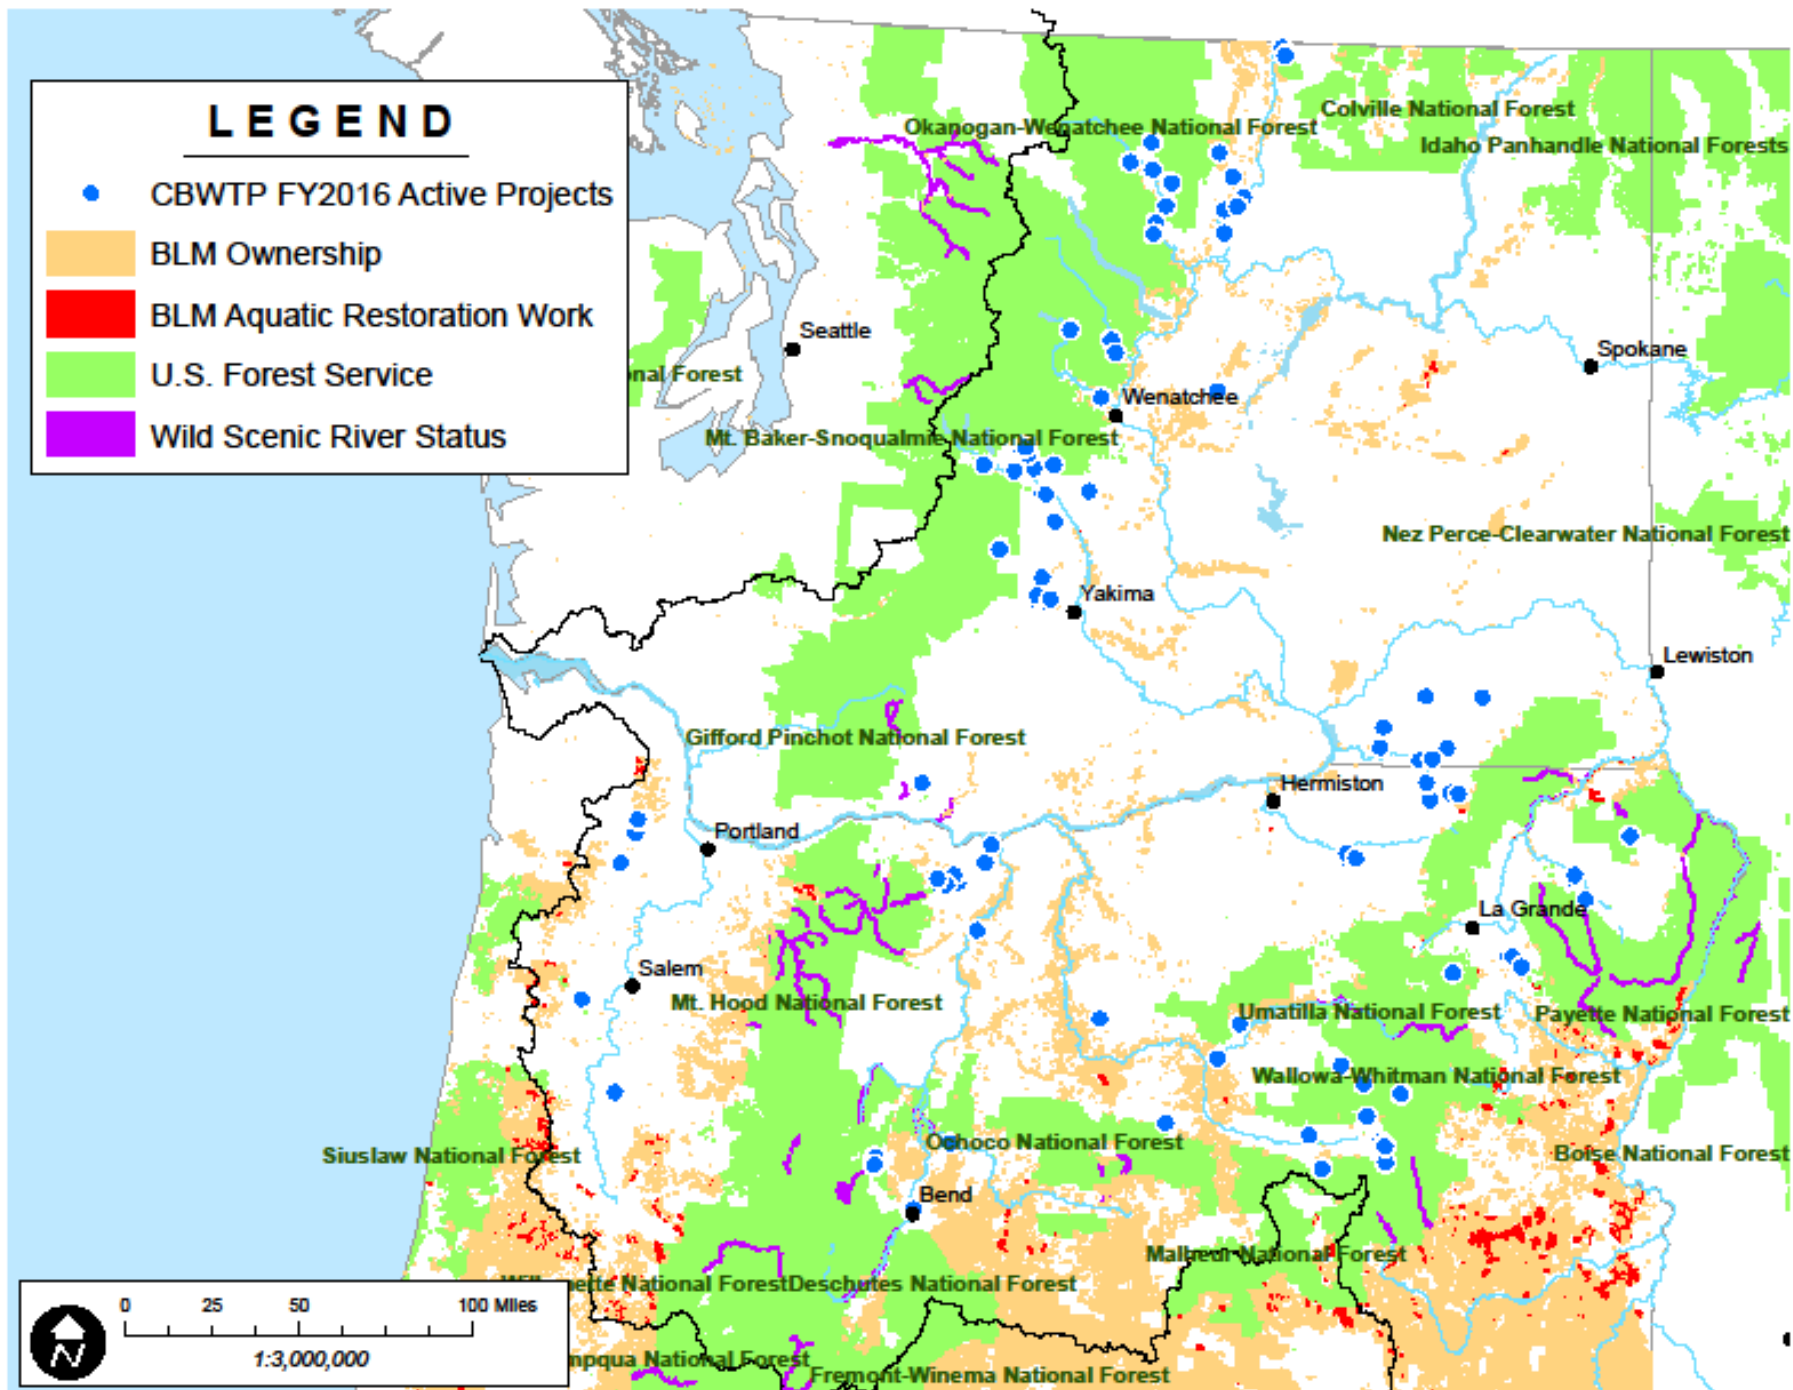 LEGEND
CBWTP FY2016 Active Projects
BLM Ownership
BLM Aquatic Restoration Work
U.S. Forest Service
Wild Scenic River Status
Colville National Forest
Okanogan-Wenatchee National Forest
Idaho Panhandle National Forests
Seattle
Spokane
Forest
Wenatchee
Mt. Baker-Snoqualmie National Forest
Nez Perce-Clearwater National Forest
Yakima
Lewiston
Gifford Pinchot National Forest
Hermiston
Portland
La Grande
Salem
Mt. Hood National Forest
Umatilla National Forest
Payette National Forest
Wallowa-Whitman National Forest
Ochoco National Forest
Siuslaw National Forest
Boise National Forest
Bend
Malheur National Forest
National Forest
Deschutes National Forest
National Forest
Fremont-Winema National Forest
0 25 50 100 Miles
N
1:3,000,000